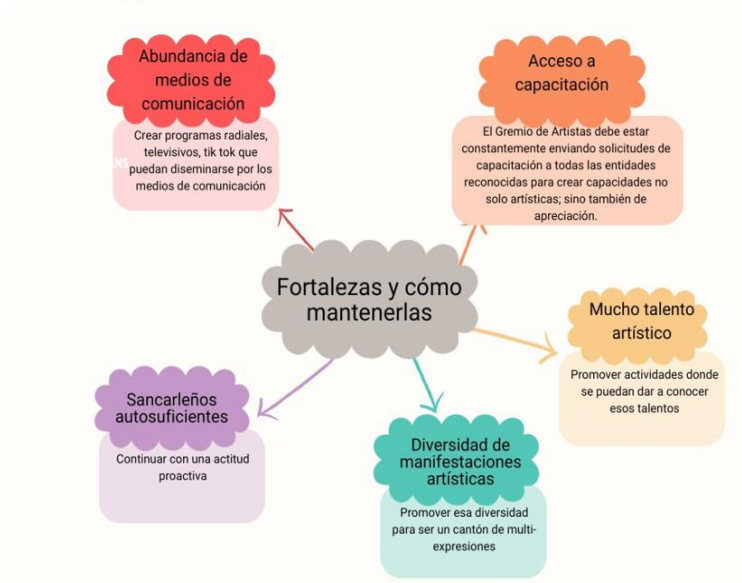 Abundancia de
medios de
comunicación
Crear programas radiales,
televisivos, tik tok que
puedan diseminarse por los
medios de comunicación
Acceso a
capacitación
El Gremio de Artistas debe estar
constantemente enviando solicitudes de
capacitación a todas las entidades
reconocidas para crear capacidades no
solo artísticas; sino también de
apreciación.
Fortalezas y cómo
mantenerlas
Mucho talento
artístico
Promover actividades donde
se puedan dar a conocer
esos talentos
Sancarleños
autosuficientes
Continuar con una actitud
proactiva
Diversidad de
manifestaciones
artísticas
Promover esa diversidad
para ser un cantón de multi-
expresiones